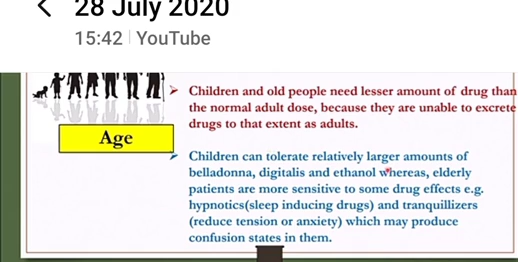 28 July 2020
15:42 YouTube
Children and old people need lesser amount of drug than
the normal adult dose, because they are unable to excrete
drugs to that extent as adults.
Age
Children can tolerate relatively larger amounts of
belladonna, digitalis and ethanol whereas, elderly
patients are more sensitive to some drug effects e.g.
hypnotics(sleep inducing drugs) and tranquillizers
(reduce tension or anxiety) which may produce
confusion states in them.